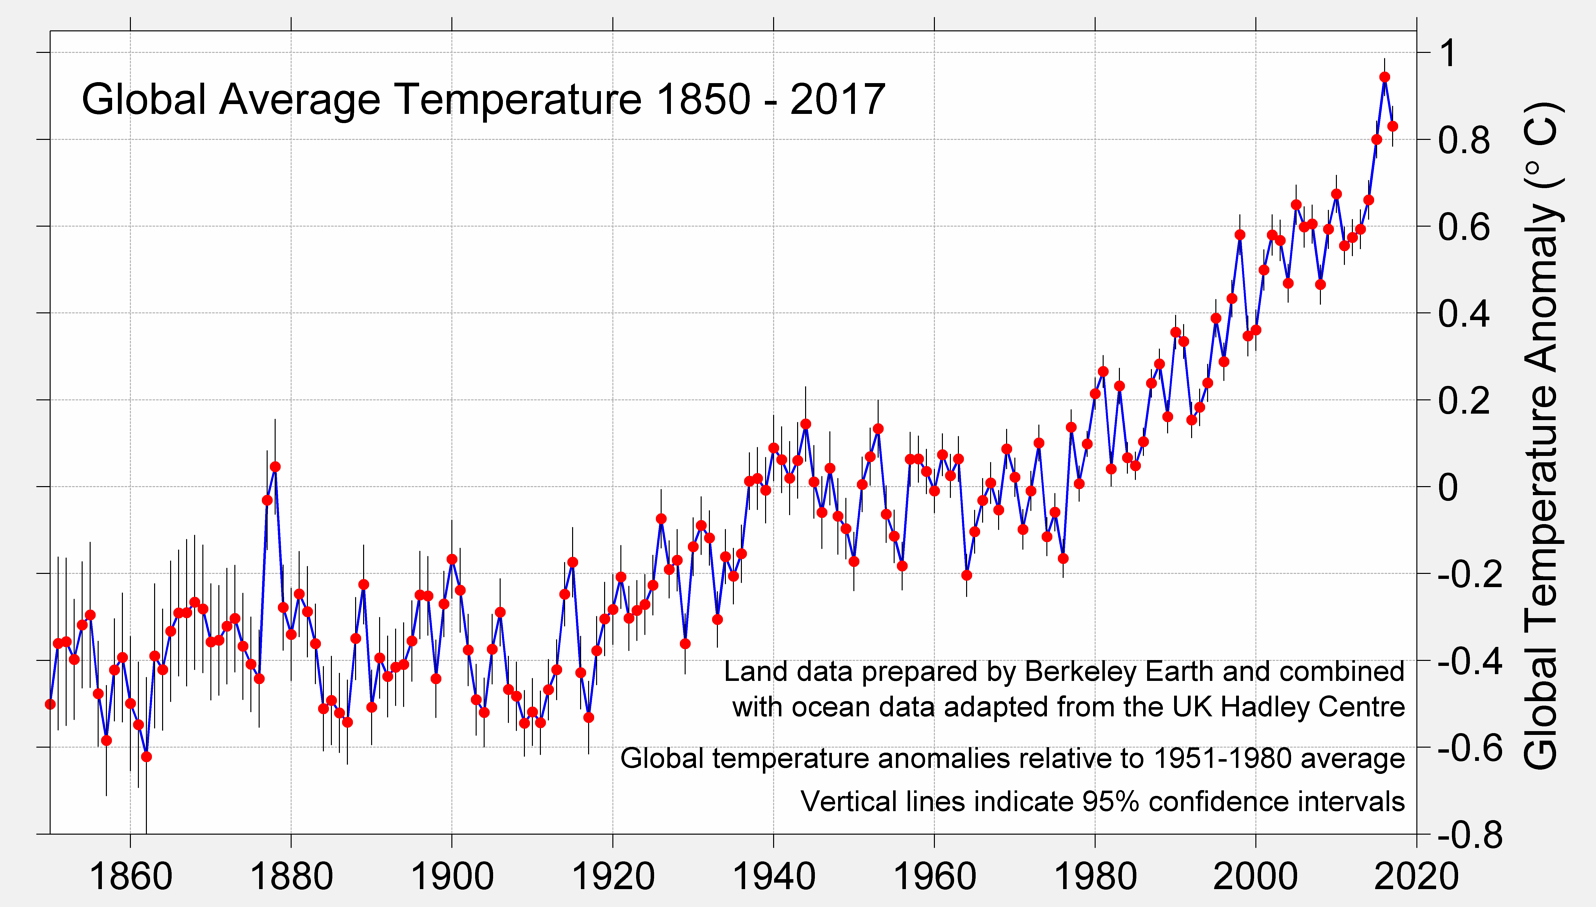 Global Average Temperature 1850 - 2017
1
0.8
0.6
0.4
0.2
0
-0.2
-0.4
-0.6
-0.8
Global Temperature Anomaly (° C)
Land data prepared by Berkeley Earth and combined
with ocean data adapted from the UK Hadley Centre
Global temperature anomalies relative to 1951-1980 average
Vertical lines indicate 95% confidence intervals
1860 1880 1900 1920 1940 1960 1980 2000 2020